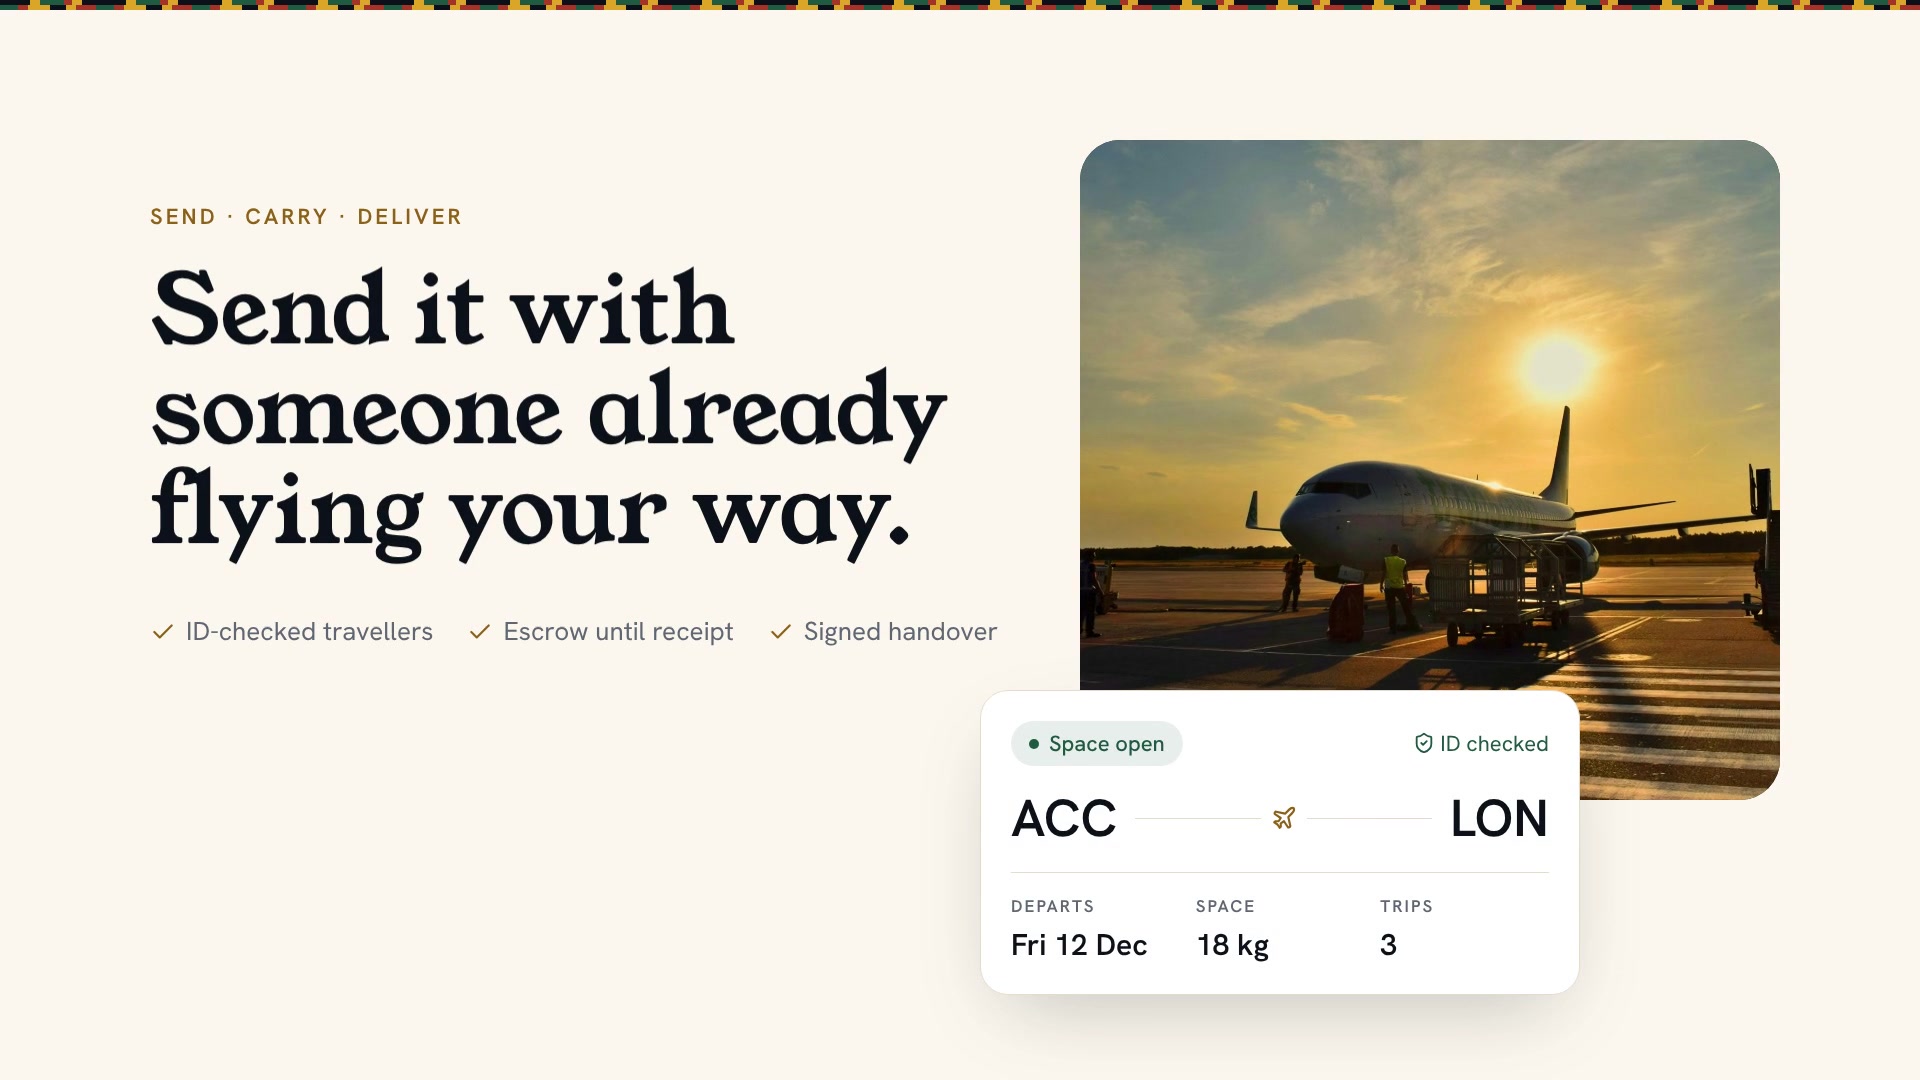 SEND · CARRY · DELIVER
Send it with
someone already
flying your way.
ID-checked travellers
Escrow until receipt
Signed handover
Space open
ID checked
ACC
LON
DEPARTS
SPACE
TRIPS
Fri 12 Dec
18 kg
3